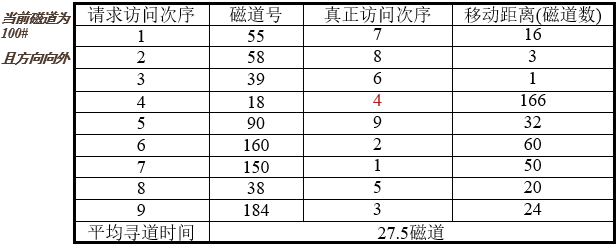 当前磁道为
100#
且方向向外
请求访问次序 磁道号 真正访问次序 移动距离(磁道数)
1 55 7 16
2 58 8 3
3 39 6 1
4 18 4 166
5 90 9 32
6 160 2 60
7 150 1 50
8 38 5 20
9 184 3 24
平均寻道时间 27.5磁道